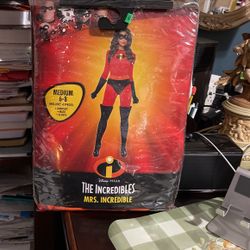 MEDIUM
6-8
Disney PIXAR
THE INCREDIBLES
MRS. INCREDIBLE